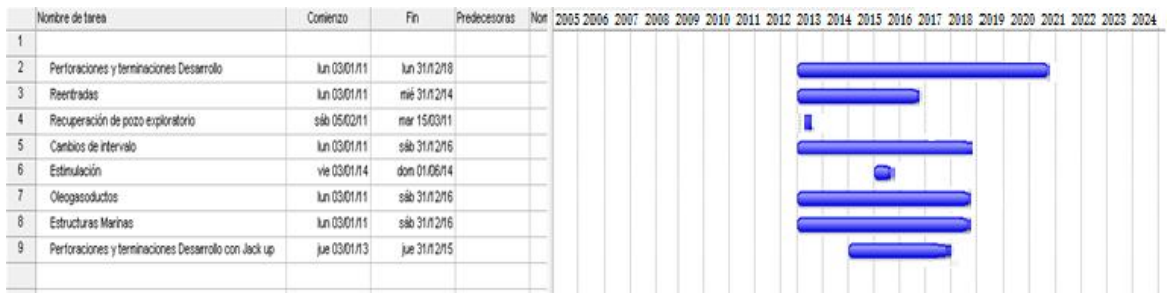 Nombre de tarea Comienzo Fin Predecesoras Nom 2005 2006 2007 2008 2009 2010 2011 2012 2013 2014 2015 2016 2017 2018 2019 2020 2021 2022 2023 2024
1
2 Perforaciones y terminaciones Desarrollo lun 03/01/11 lun 31/12/18
3 Reentradas lun 03/01/11 mié 31/12/14
4 Recuperación de pozo exploratorio sáb 05/02/11 mar 15/03/11
5 Cambios de intervalo lun 03/01/11 sáb 31/12/16
6 Estimulación vie 03/01/14 dom 01/06/14
7 Oleogasoductos lun 03/01/11 sáb 31/12/16
8 Estructuras Marinas lun 03/01/11 sáb 31/12/16
9 Perforaciones y terminaciones Desarrollo con Jack up jue 03/01/13 jue 31/12/15